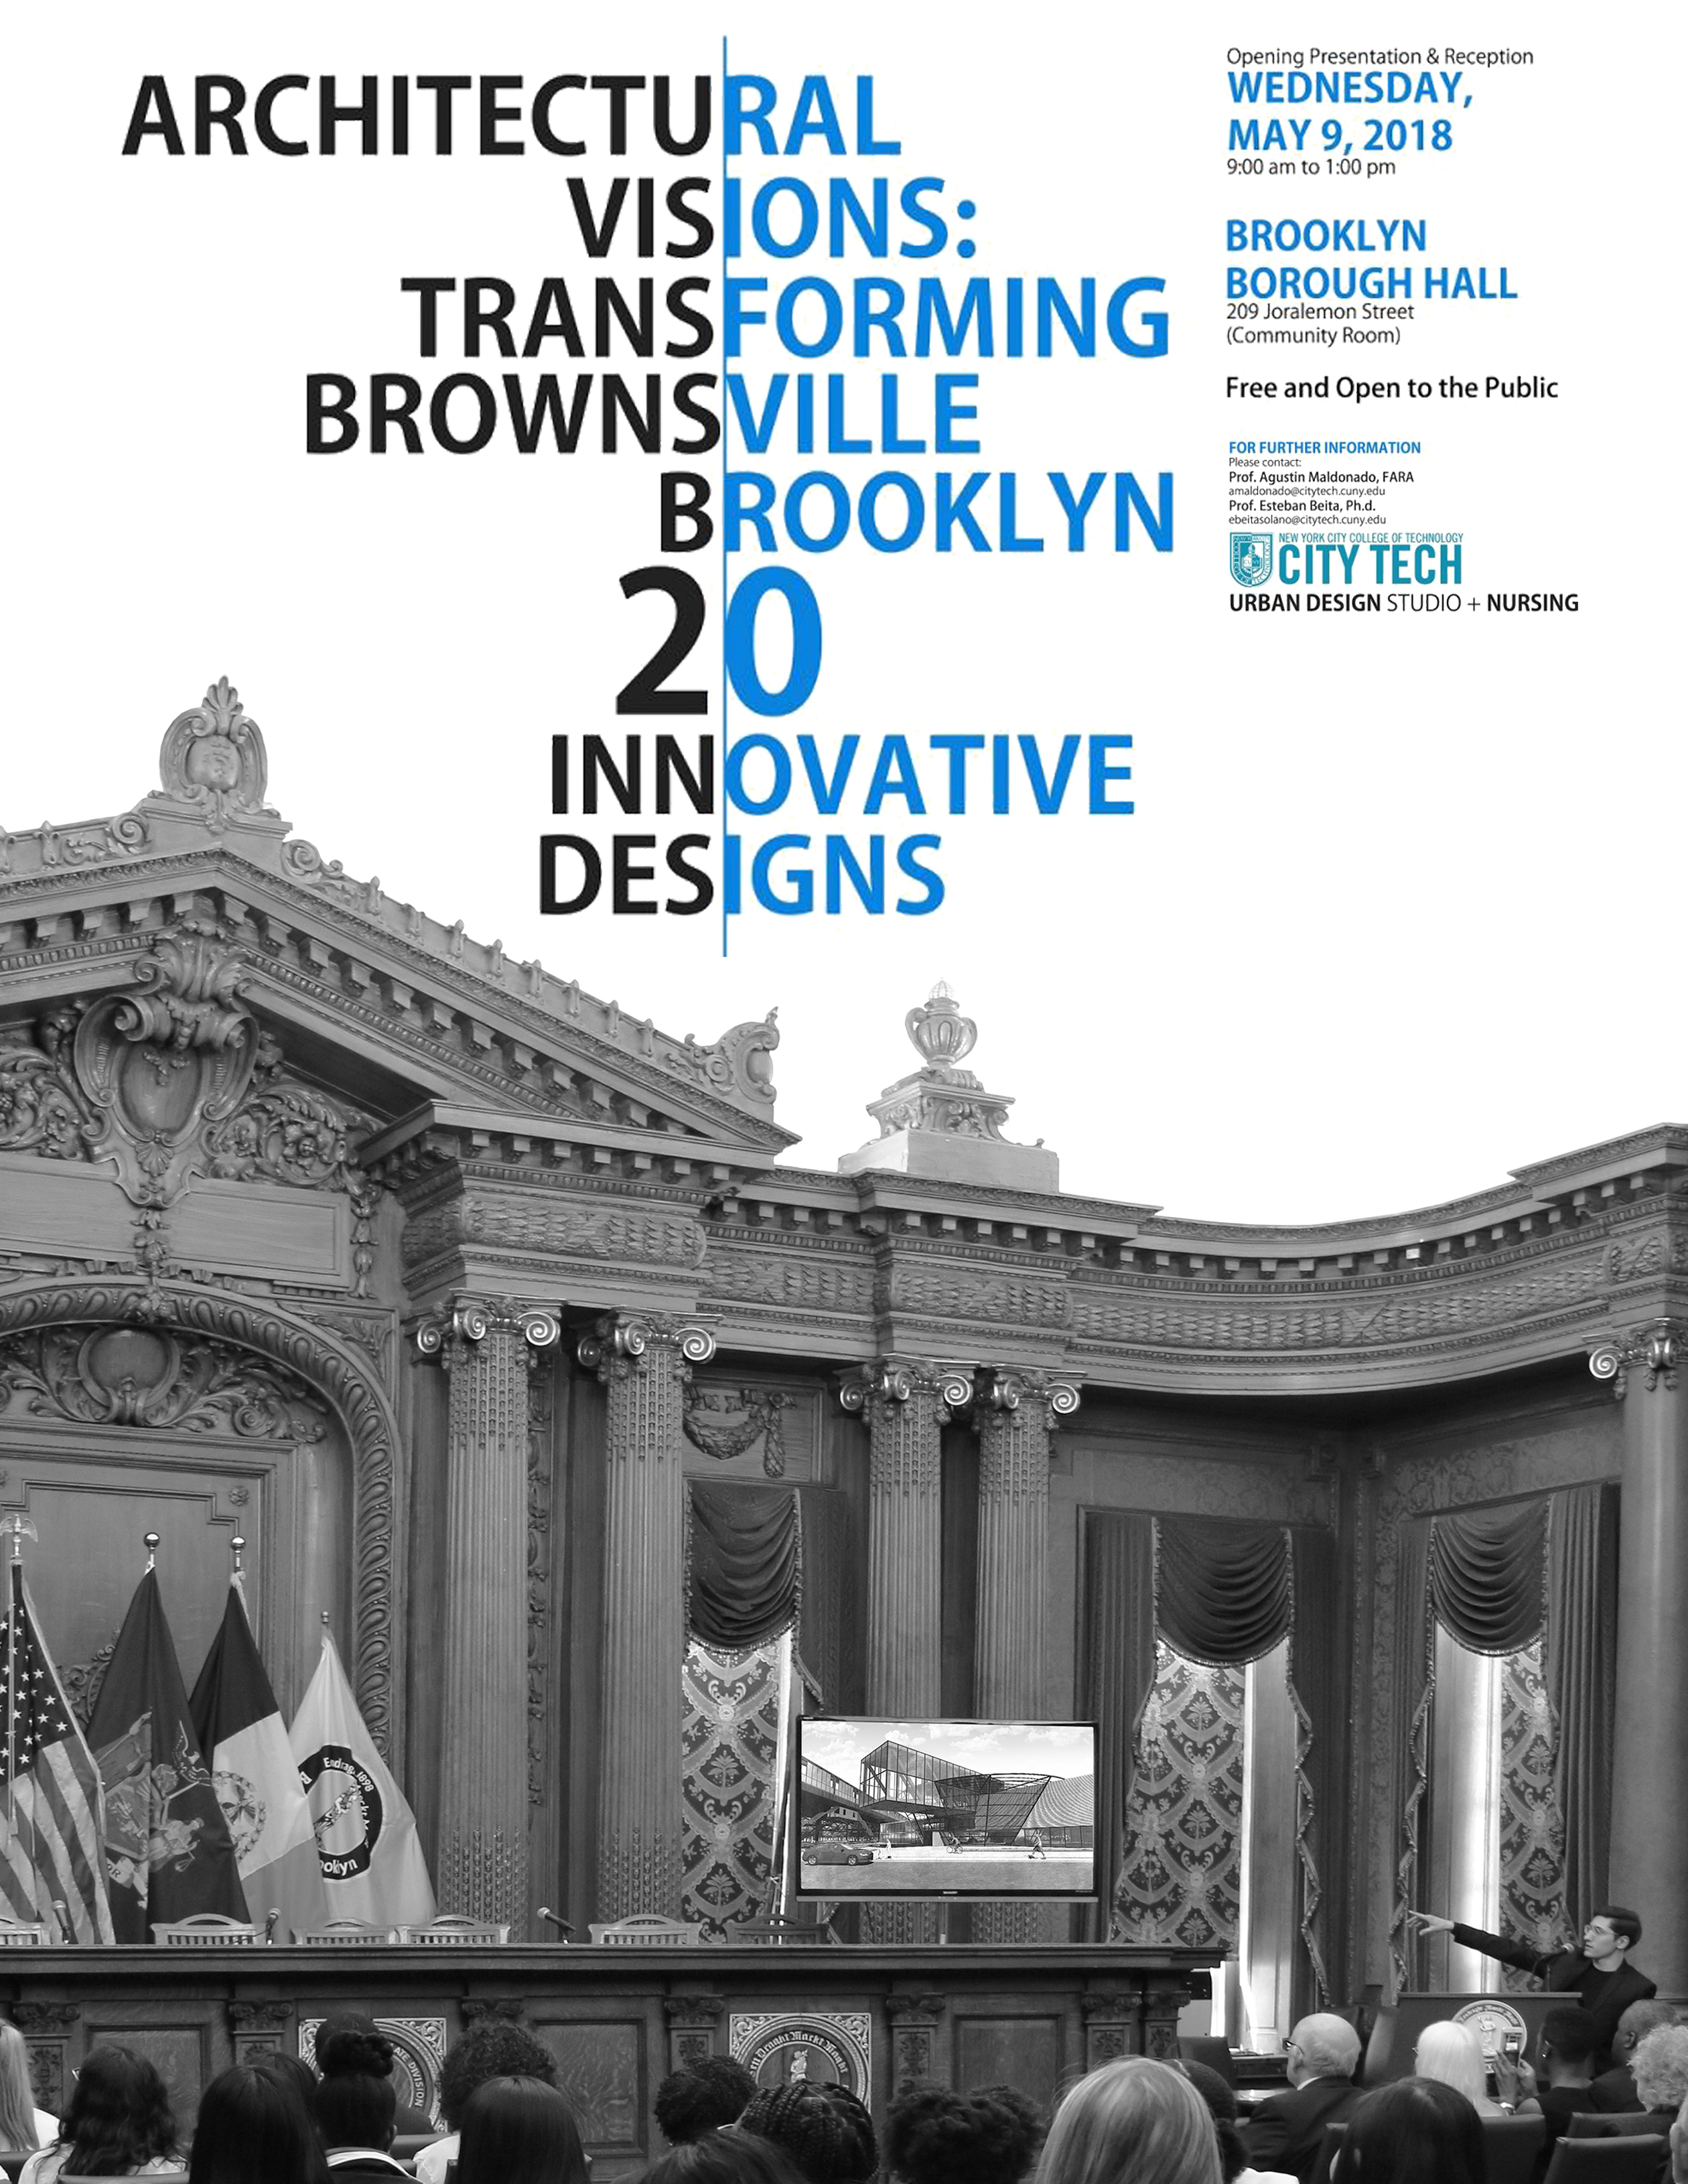 ARCHITECTURAL
VISIONS:
TRANSFORMING
BROWNSVILLE
BROOKLYN
20
INNOVATIVE
DESIGNS
Opening Presentation & Reception
WEDNESDAY,
MAY 9, 2018
9:00 am to 1:00 pm
BROOKLYN
BOROUGH HALL
209 Joralemon Street
(Community Room)
Free and Open to the Public
FOR FURTHER INFORMATION
Please contact:
Prof. Agustin Maldonado, FARA
amaldonado@citytech.cuny.edu
Prof. Esteban Beita, Ph.d.
ebeitasolano@citytech.cuny.edu
NEW YORK CITY COLLEGE OF TECHNOLOGY
CITY TECH
URBAN DESIGN STUDIO + NURSING
1898